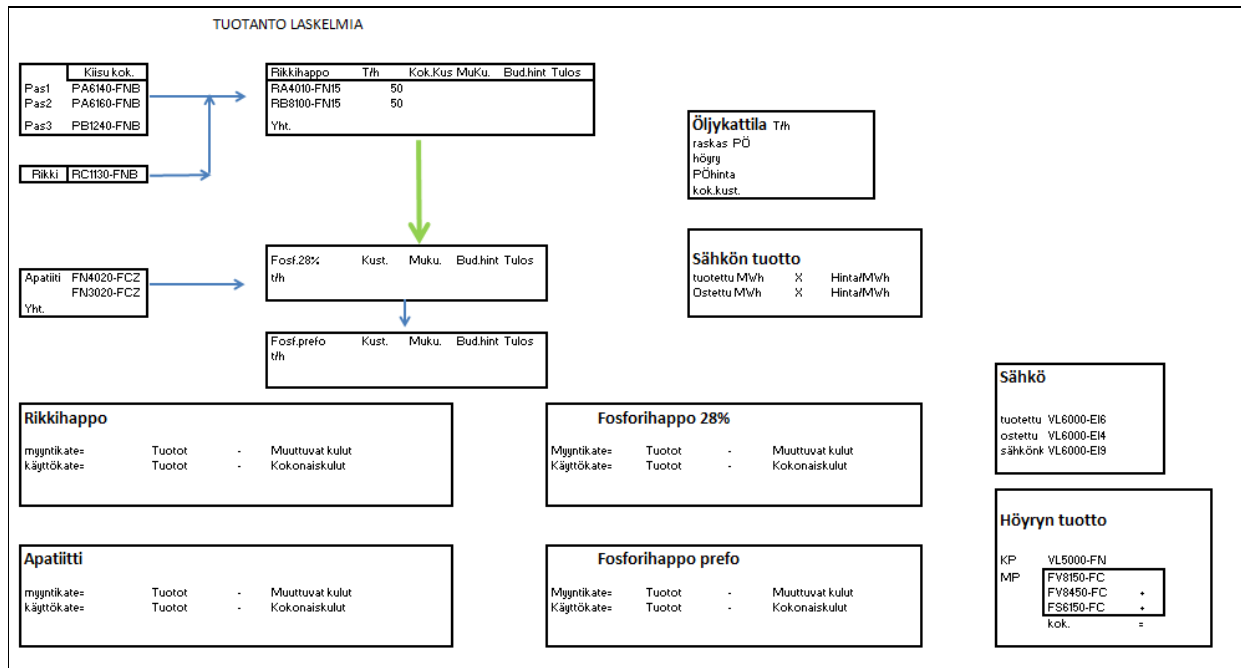 TUOTANTO LASKELMIA
Kiisu kok.
Pas1 PA6140-FNB
Pas2 PA6160-FNB
Pas3 PB1240-FNB
Rikki RC1130-FNB
Rikkihappo T/h Kok.Kus MuKu. Bud.hint Tulos
RA4010-FN15 50
RB8100-FN15 50
Yht.
Öljykattila T/h
raskas PÖ
höyry
PÖhinta
kok.kust.
Apatiiti FN4020-FCZ
FN3020-FCZ
Yht.
Fosf.28% Kust. Muku. Bud.hint Tulos
t/h
Sähkön tuotto
tuotettu MWh X Hinta/MWh
Ostettu MWh X Hinta/MWh
Fosf.prefo Kust. Muku. Bud.hint Tulos
t/h
Sähkö
tuotettu VL6000-EI6
ostettu VL6000-EI4
sähkönk VL6000-EI9
Rikkihappo
myyntikate= Tuotot - Muuttuvat kulut
käyttökate= Tuotot - Kokonaiskulut
Fosforihappo 28%
Myyntikate= Tuotot - Muuttuvat kulut
Käyttökate= Tuotot - Kokonaiskulut
Höyryn tuotto
KP VL5000-FN
MP FV8150-FC
FV8450-FC +
FS6150-FC +
kok. =
Apatiitti
myyntikate= Tuotot - Muuttuvat kulut
käyttökate= Tuotot - Kokonaiskulut
Fosforihappo prefo
Myyntikate= Tuotot - Muuttuvat kulut
Käyttökate= Tuotot - Kokonaiskulut